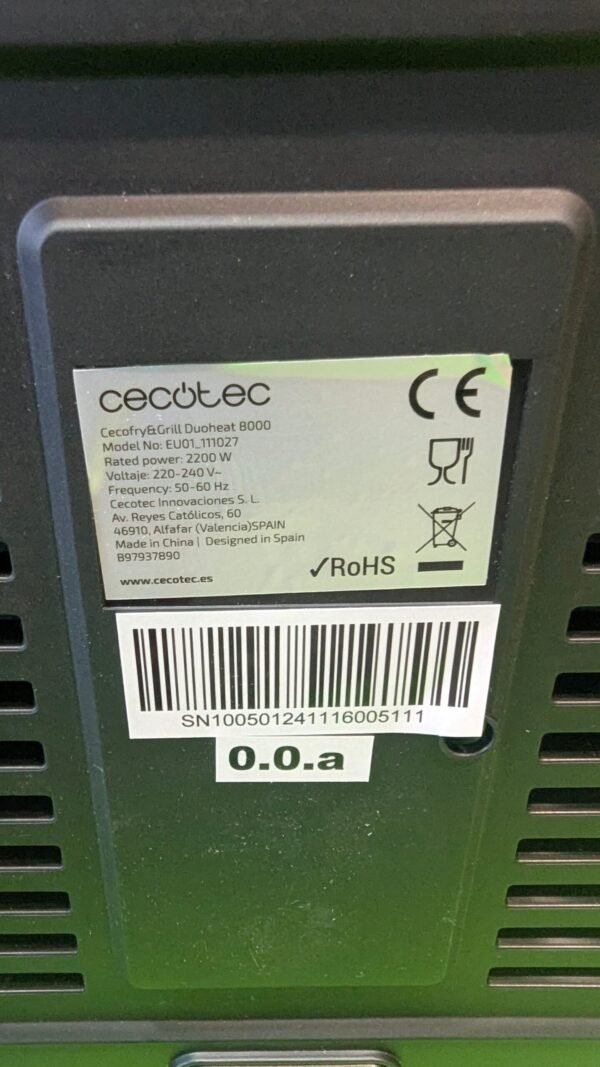 cecotec
Cecofry&Grill Duoheat 8000
Model No: EU01_111027
Rated power: 2200 W
Voltaje: 220-240 V~
Frequency: 50-60 Hz
Cecotec Innovaciones S. L.
Av. Reyes Católicos, 60
46910, Alfafar (Valencia)SPAIN
Made in China | Designed in Spain
B97937890
www.cecotec.es
CE
✓RoHS
SN100501241116005111
0.0.a